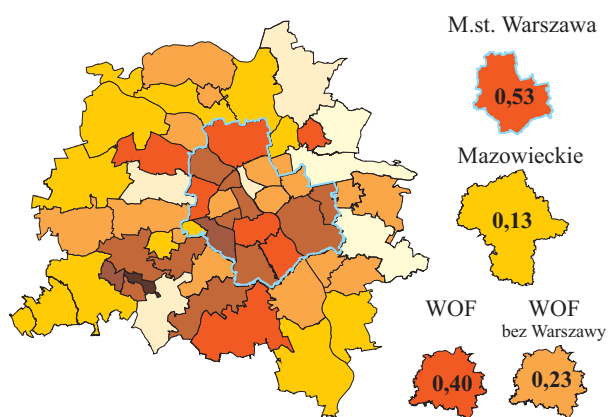 M.st. Warszawa
0,53
Mazowieckie
0,13
WOF
0,40
WOF
bez Warszawy
0,23